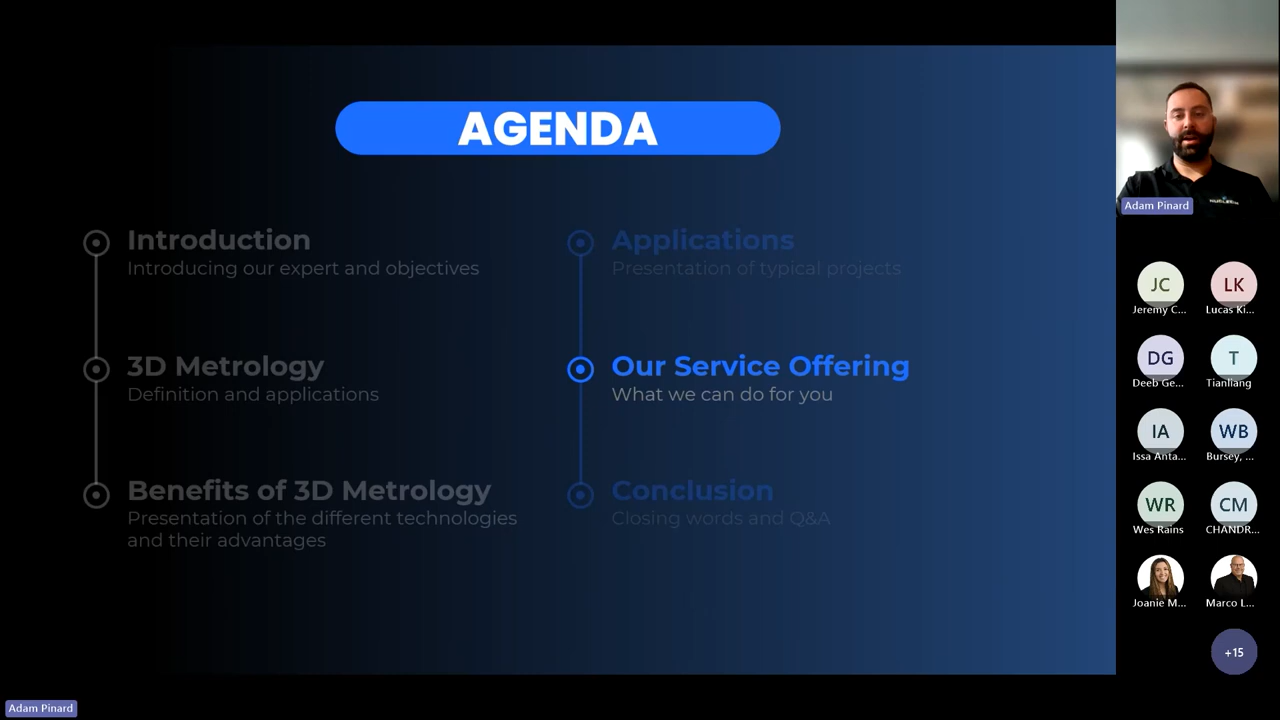 AGENDA
Introduction
Introducing our expert and objectives
3D Metrology
Definition and applications
Benefits of 3D Metrology
Presentation of the different technologies
and their advantages
Applications
Presentation of typical projects
Our Service Offering
What we can do for you
Conclusion
Closing words and Q&A
Adam Pinard
JC
LK
Jeremy C...
Lucas Ki...
DG
T
Deeb Ge...
Tianliang
IA
WB
Issa Anta...
Bursey, ...
WR
CM
Wes Rains
CHANDR...
Joanie M...
Marco L...
+15
Adam Pinard